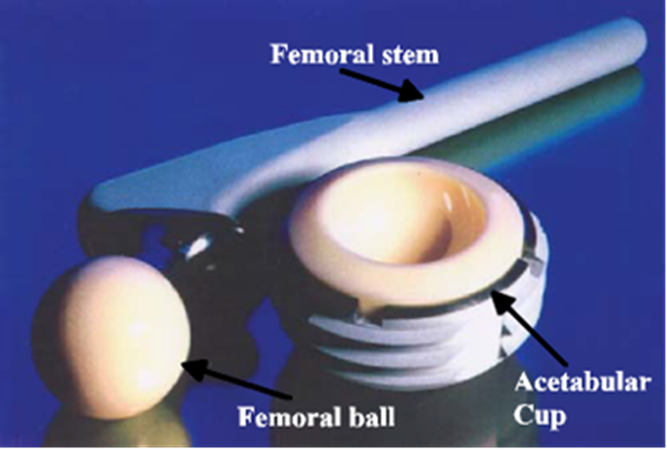 Femoral stem
Acetabular
Cup
Femoral ball